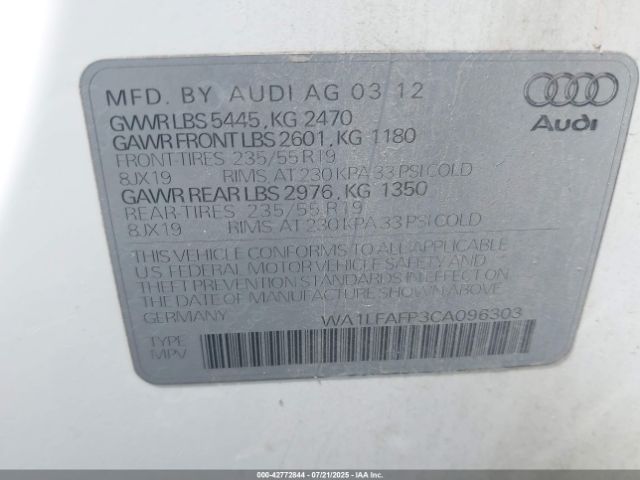 MFD. BY AUDI AG 03 12
GWWR LBS 5445, KG 2470
GAWR FRONT LBS 2601, KG 1180
FRONT-TIRES 235/55 R19
8JX19 RIMS, AT 230 KPA 33 PSI COLD
GAWR REAR LBS 2976, KG 1350
REAR-TIRES 235/55 R19
8JX19 RIMS AT 230 KPA 33 PSI COLD
THIS VEHICLE CONFORMS TO ALL APPLICABLE
U.S. FEDERAL MOTOR VEHICLE SAFETY AND
THEFT PREVENTION STANDARDS IN EFFECT ON
THE DATE OF MANUFACTURE SHOWN ABOVE.
GERMANY WA1LFAFP3CA096303
TYPE:
MPV
Audi
000-42772844 07/21/2025 COPYRIGHT IAA, LLC.